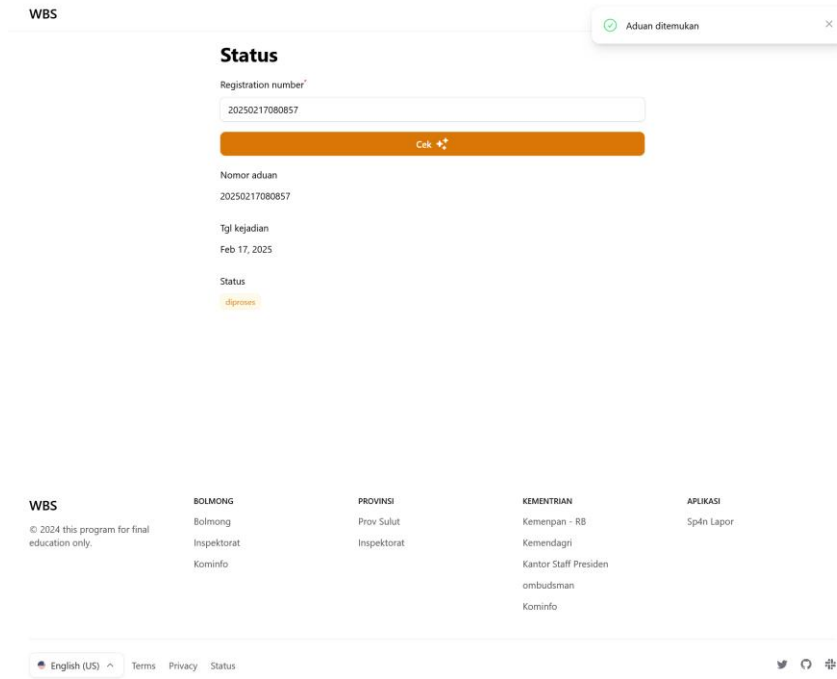 WBS
Aduan ditemukan
Status
Registration number*
20250217080857
Cek
Nomor aduan
20250217080857
Tgl kejadian
Feb 17, 2025
Status
diproses
WBS
© 2024 this program for final
education only.
BOLMONG
Bolmong
Inspektorat
Kominfo
PROVINSI
Prov Sulut
Inspektorat
KEMENTRIAN
Kemenpan - RB
Kemendagri
Kantor Staff Presiden
ombudsman
Kominfo
APLIKASI
Sp4n Lapor
English (US)
Terms Privacy Status